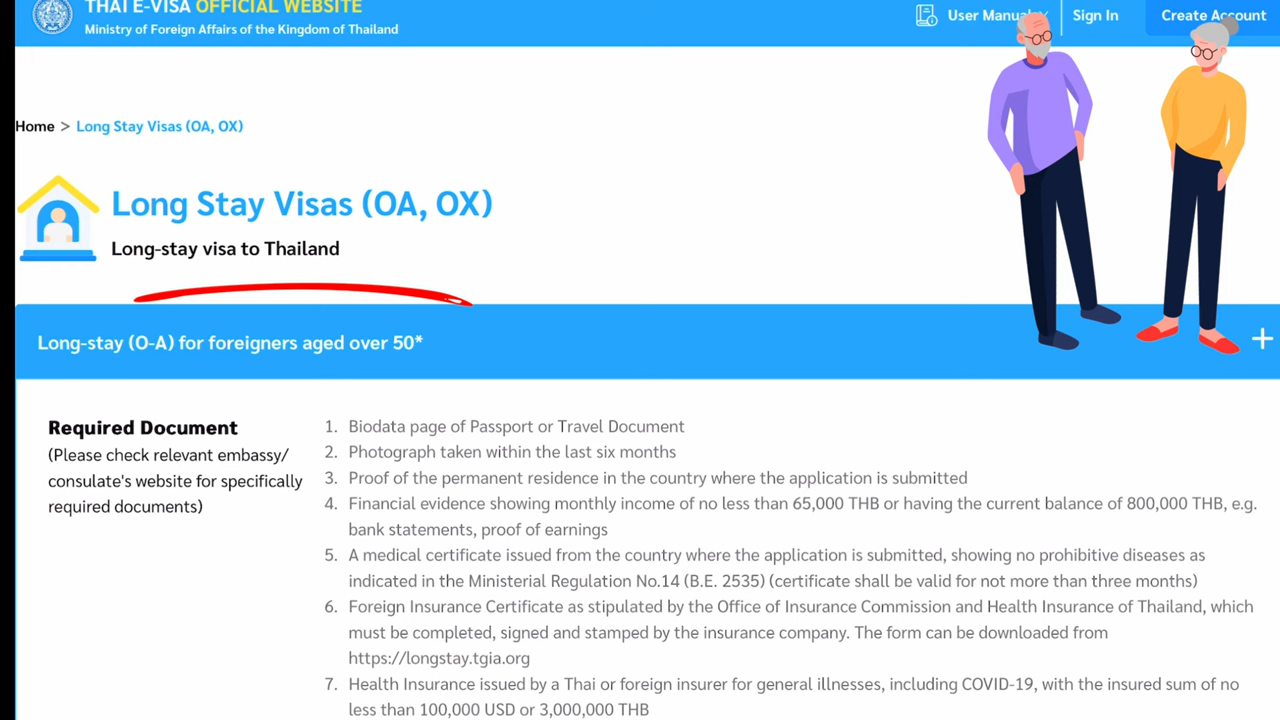 THAI E-VISA OFFICIAL WEBSITE
Ministry of Foreign Affairs of the Kingdom of Thailand
User Manual
Sign In
Create Account
Home > Long Stay Visas (OA, OX)
Long Stay Visas (OA, OX)
Long-stay visa to Thailand
Long-stay (O-A) for foreigners aged over 50*
+
Required Document
(Please check relevant embassy/
consulate's website for specifically
required documents)
1. Biodata page of Passport or Travel Document
2. Photograph taken within the last six months
3. Proof of the permanent residence in the country where the application is submitted
4. Financial evidence showing monthly income of no less than 65,000 THB or having the current balance of 800,000 THB, e.g.
bank statements, proof of earnings
5. A medical certificate issued from the country where the application is submitted, showing no prohibitive diseases as
indicated in the Ministerial Regulation No.14 (B.E. 2535) (certificate shall be valid for not more than three months)
6. Foreign Insurance Certificate as stipulated by the Office of Insurance Commission and Health Insurance of Thailand, which
must be completed, signed and stamped by the insurance company. The form can be downloaded from
https://longstay.tgia.org
7. Health Insurance issued by a Thai or foreign insurer for general illnesses, including COVID-19, with the insured sum of no
less than 100,000 USD or 3,000,000 THB